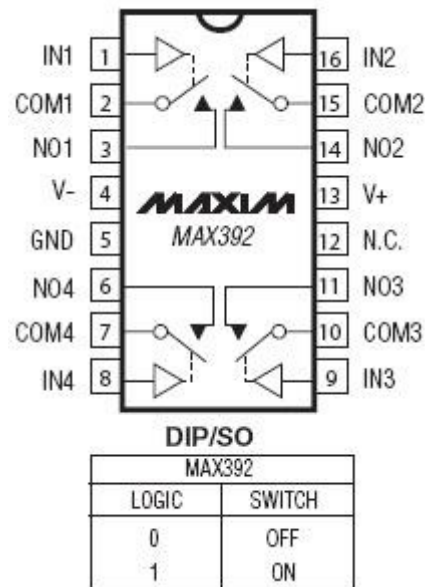 IN1 1 16 IN2
COM1 2 15 COM2
NO1 3 14 NO2
V- 4 MAXIM 13 V+
GND 5 MAX392 12 N.C.
NO4 6 11 NO3
COM4 7 10 COM3
IN4 8 9 IN3
DIP/SO
MAX392
LOGIC SWITCH
0 OFF
1 ON